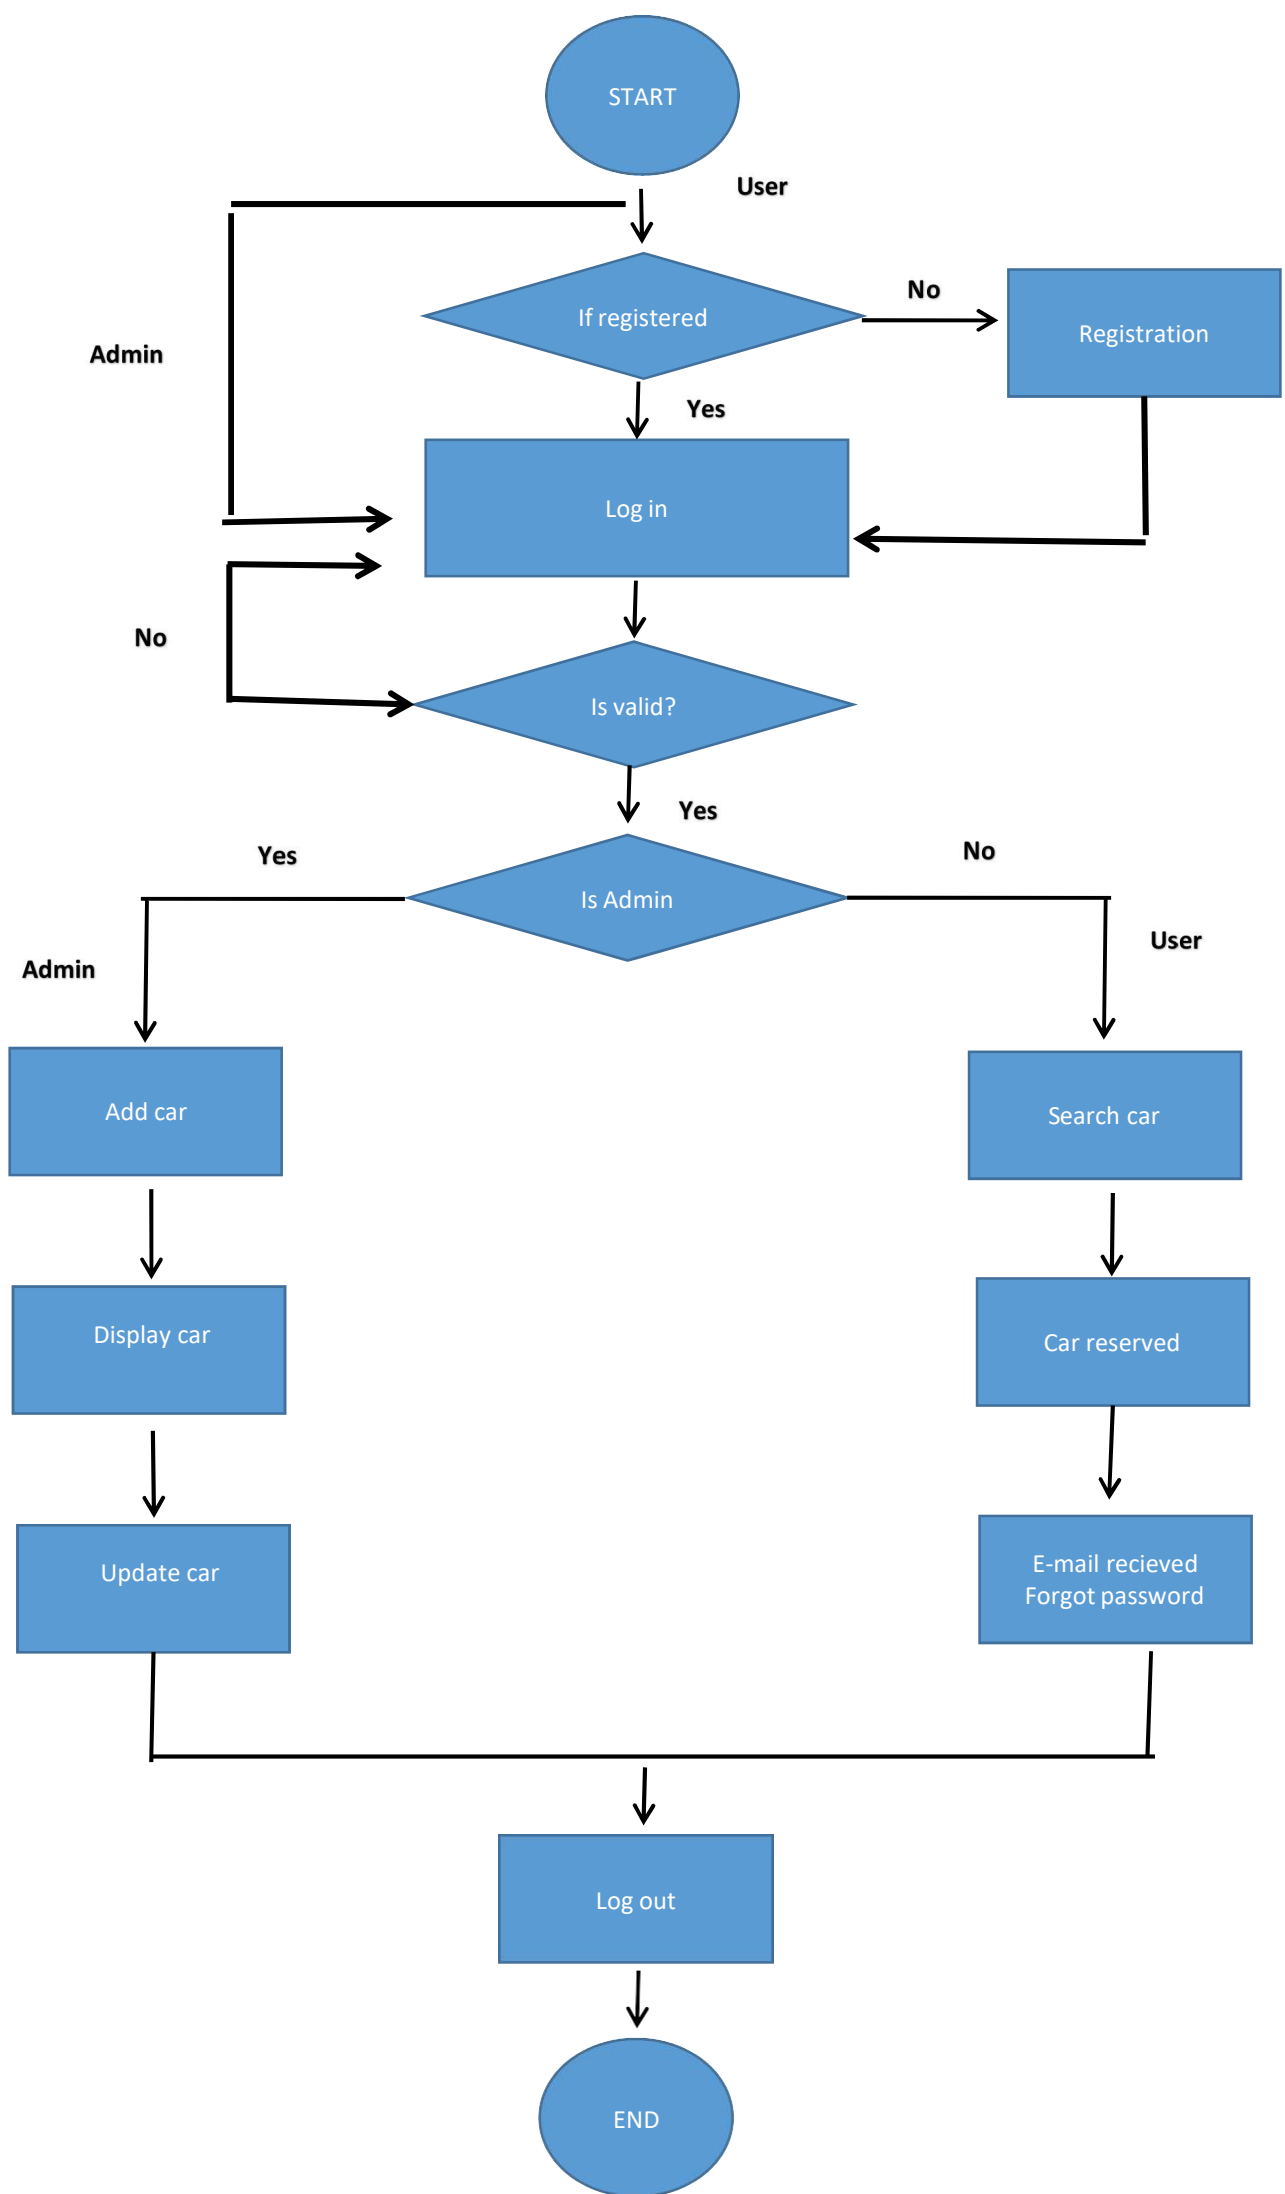 START
User
If registered
No
Registration
Admin
Yes
Log in
No
Is valid?
Yes
Yes
No
Is Admin
User
Admin
Add car
Search car
Display car
Car reserved
Update car
E-mail recieved
Forgot password
Log out
END